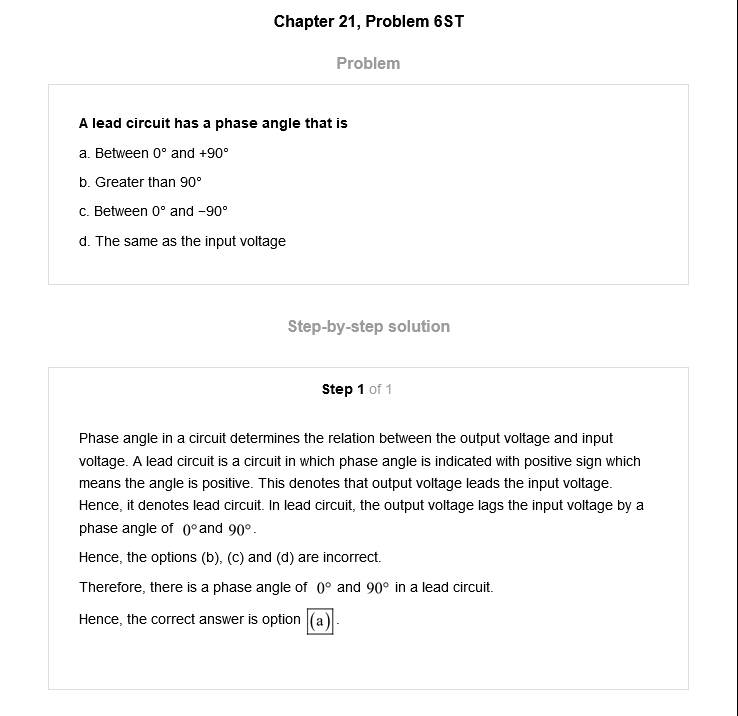 Chapter 21, Problem 6ST
Problem
A lead circuit has a phase angle that is
a. Between 0° and +90°
b. Greater than 90°
c. Between 0° and −90°
d. The same as the input voltage
Step-by-step solution
Step 1 of 1
Phase angle in a circuit determines the relation between the output voltage and input
voltage. A lead circuit is a circuit in which phase angle is indicated with positive sign which
means the angle is positive. This denotes that output voltage leads the input voltage.
Hence, it denotes lead circuit. In lead circuit, the output voltage lags the input voltage by a
phase angle of 0° and 90°.
Hence, the options (b), (c) and (d) are incorrect.
Therefore, there is a phase angle of 0° and 90° in a lead circuit.
Hence, the correct answer is option (a).